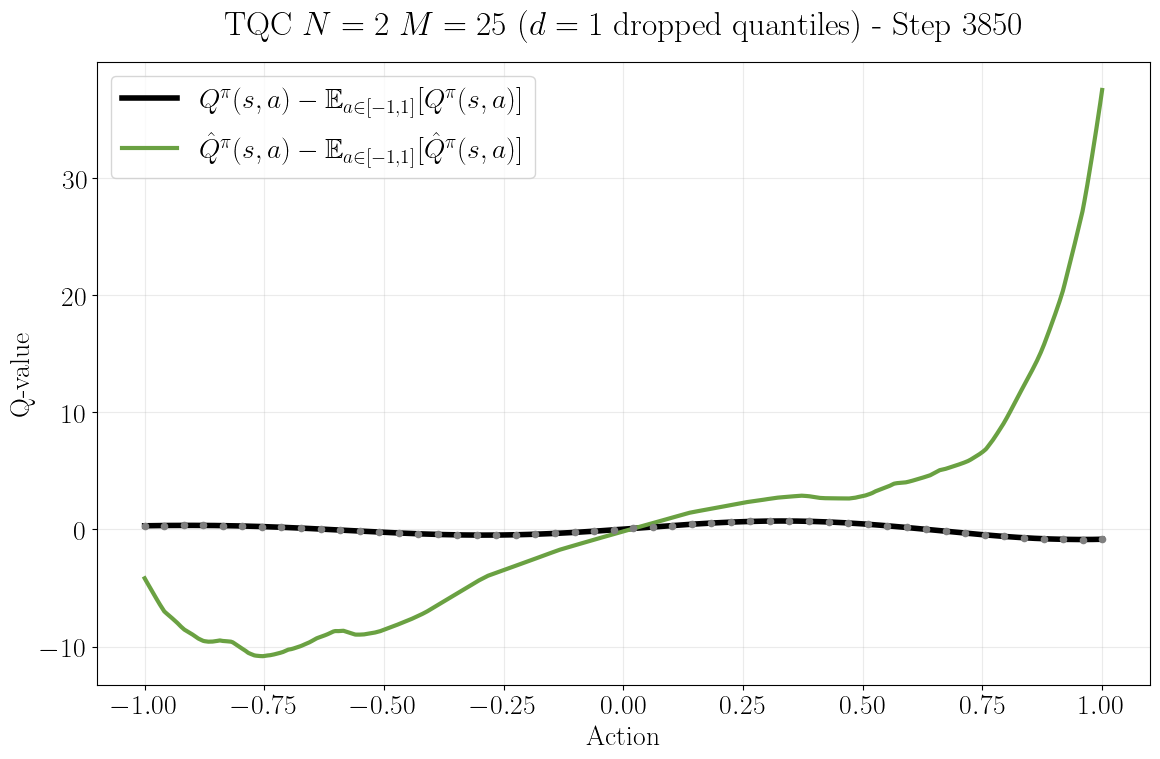 TQC N = 2 M = 25 (d = 1 dropped quantiles) - Step 3850
Q^π(s, a) − 𝔼_{a∈[−1,1]}[Q^π(s, a)]
Q̂^π(s, a) − 𝔼_{a∈[−1,1]}[Q̂^π(s, a)]
30
20
10
0
−10
Q-value
−1.00 −0.75 −0.50 −0.25 0.00 0.25 0.50 0.75 1.00
Action